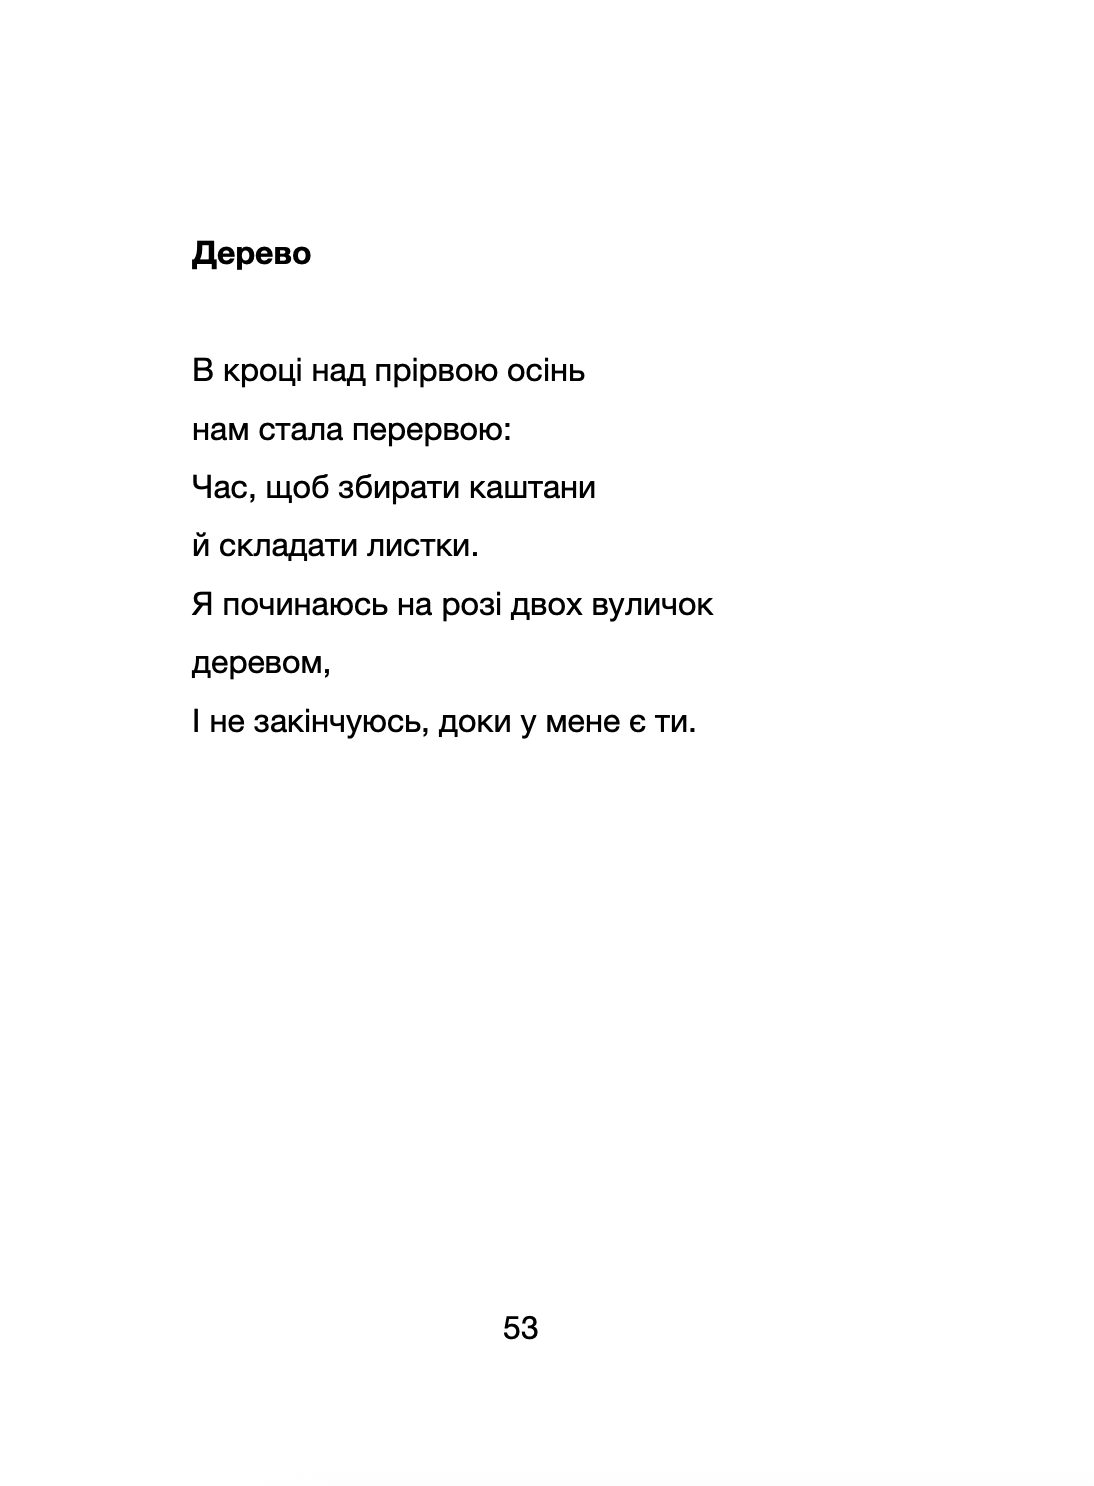 Дерево
В кроці над прірвою осінь
нам стала перервою:
Час, щоб збирати каштани
й складати листки.
Я починаюсь на розі двох вуличок
деревом,
І не закінчуюсь, доки у мене є ти.
53